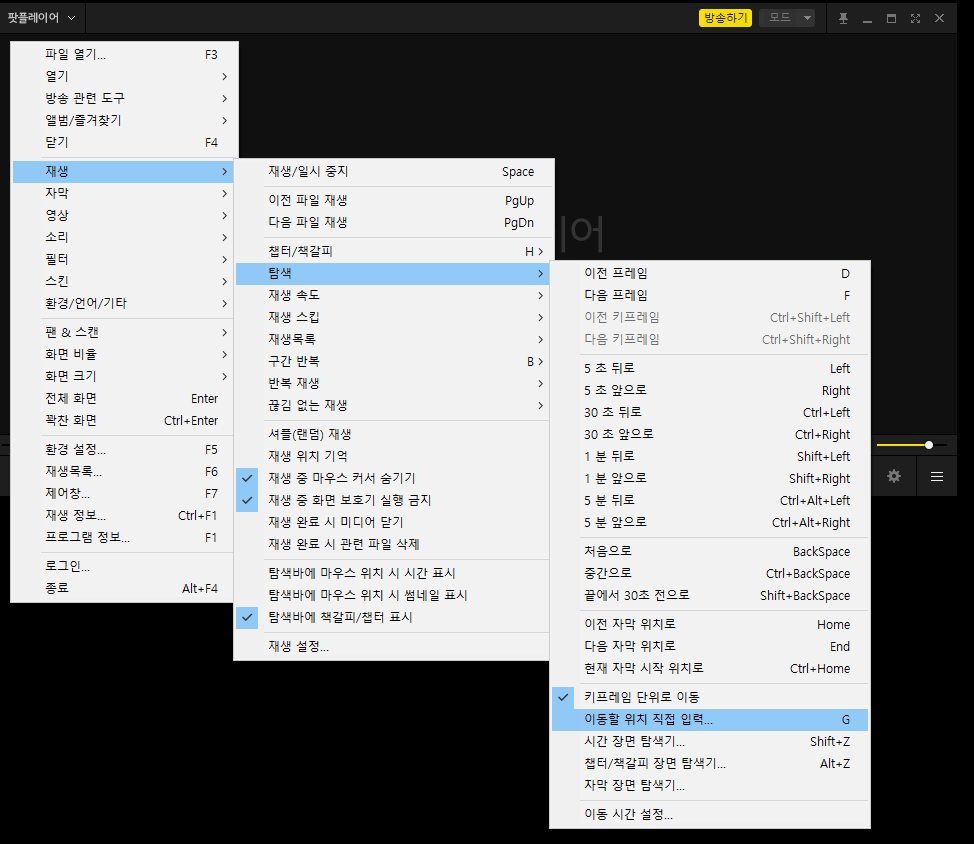 팟플레이어
방송하기
모드
이어
파일 열기... F3
열기
방송 관련 도구
앨범/즐겨찾기
닫기 F4
재생
자막
영상
소리
필터
스킨
환경/언어/기타
팬 & 스캔
화면 비율
화면 크기
전체 화면 Enter
꽉찬 화면 Ctrl+Enter
환경 설정... F5
재생목록... F6
제어창... F7
재생 정보... Ctrl+F1
프로그램 정보... F1
로그인...
종료 Alt+F4
재생/일시 중지 Space
이전 파일 재생 PgUp
다음 파일 재생 PgDn
챕터/책갈피 H
탐색
재생 속도
재생 스킵
재생목록
구간 반복 B
반복 재생
끊김 없는 재생
셔플(랜덤) 재생
재생 위치 기억
재생 중 마우스 커서 숨기기
재생 중 화면 보호기 실행 금지
재생 완료 시 미디어 닫기
재생 완료 시 관련 파일 삭제
탐색바에 마우스 위치 시 시간 표시
탐색바에 마우스 위치 시 썸네일 표시
탐색바에 책갈피/챕터 표시
재생 설정...
이전 프레임 D
다음 프레임 F
이전 키프레임 Ctrl+Shift+Left
다음 키프레임 Ctrl+Shift+Right
5 초 뒤로 Left
5 초 앞으로 Right
30 초 뒤로 Ctrl+Left
30 초 앞으로 Ctrl+Right
1 분 뒤로 Shift+Left
1 분 앞으로 Shift+Right
5 분 뒤로 Ctrl+Alt+Left
5 분 앞으로 Ctrl+Alt+Right
처음으로 BackSpace
중간으로 Ctrl+BackSpace
끝에서 30초 전으로 Shift+BackSpace
이전 자막 위치로 Home
다음 자막 위치로 End
현재 자막 시작 위치로 Ctrl+Home
키프레임 단위로 이동
이동할 위치 직접 입력... G
시간 장면 탐색기... Shift+Z
챕터/책갈피 장면 탐색기... Alt+Z
자막 장면 탐색기...
이동 시간 설정...